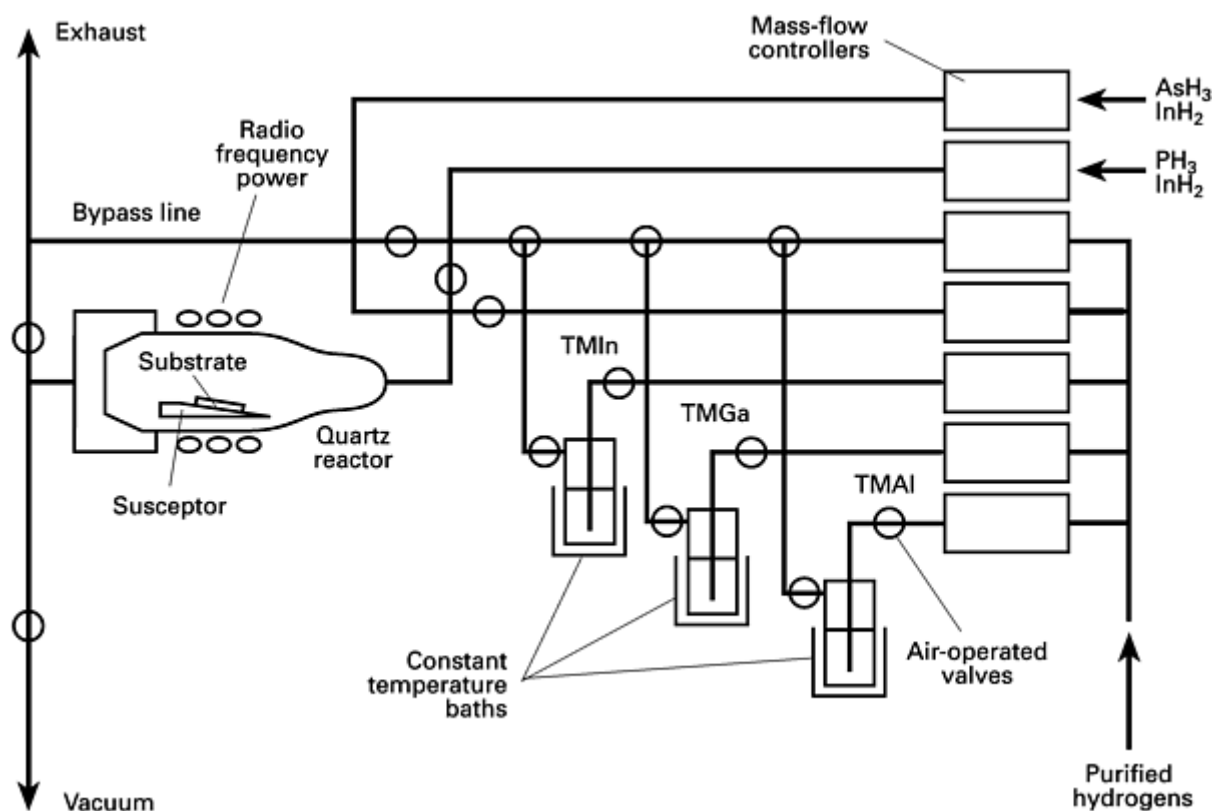 Exhaust
Mass-flow
controllers
AsH₃
InH₂
Radio
frequency
power
PH₃
InH₂
Bypass line
Substrate
TMIn
Quartz
reactor
TMGa
Susceptor
TMAl
Constant
temperature
baths
Air-operated
valves
Vacuum
Purified
hydrogens